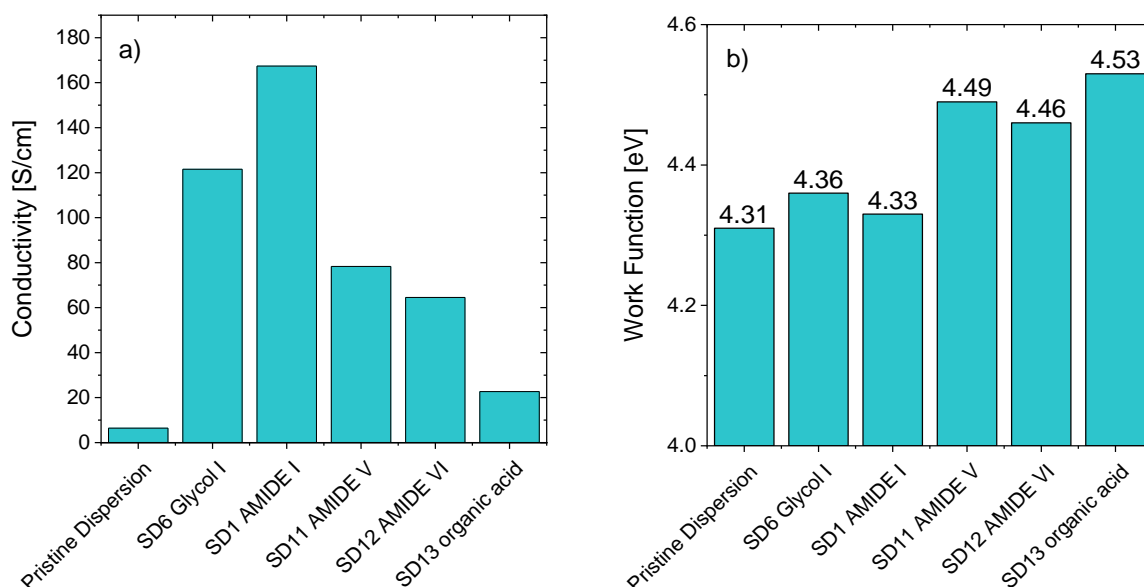 a)
Conductivity [S/cm]
180
160
140
120
100
80
60
40
20
0
Pristine Dispersion
SD6 Glycol I
SD1 AMIDE I
SD11 AMIDE V
SD12 AMIDE VI
SD13 organic acid
b)
Work Function [eV]
4.6
4.4
4.2
4.0
4.31
4.36
4.33
4.49
4.46
4.53
Pristine Dispersion
SD6 Glycol I
SD1 AMIDE I
SD11 AMIDE V
SD12 AMIDE VI
SD13 organic acid